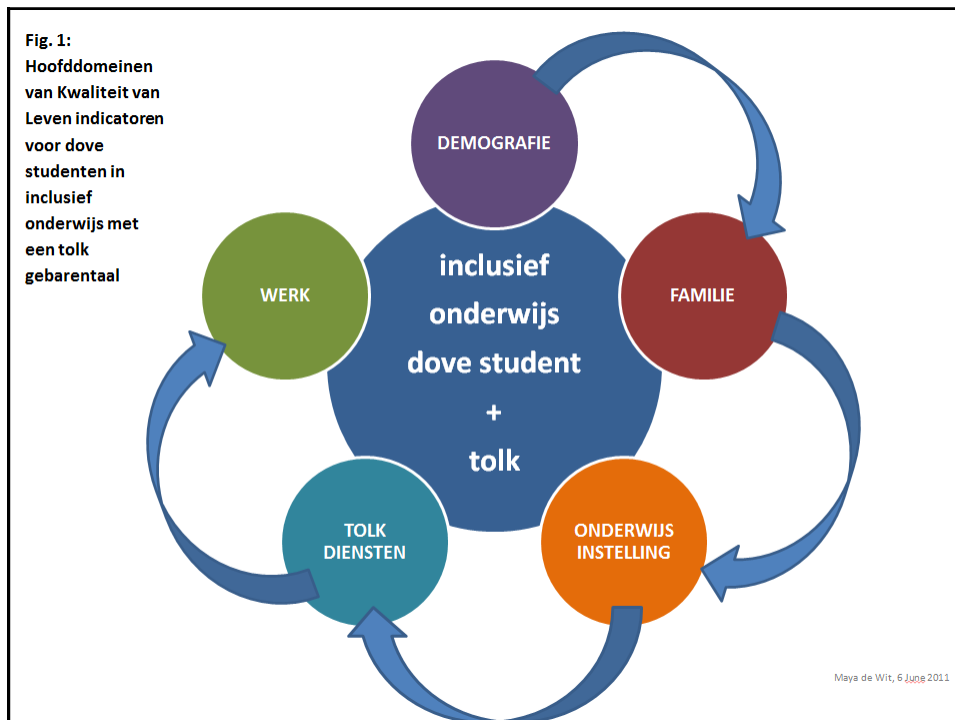 Fig. 1:
Hoofddomeinen
van Kwaliteit van
Leven indicatoren
voor dove
studenten in
inclusief
onderwijs met
een tolk
gebarentaal
DEMOGRAFIE
WERK
inclusief
onderwijs
dove student
+
tolk
FAMILIE
TOLK
DIENSTEN
ONDERWIJS
INSTELLING
Maya de Wit, 6 June 2011